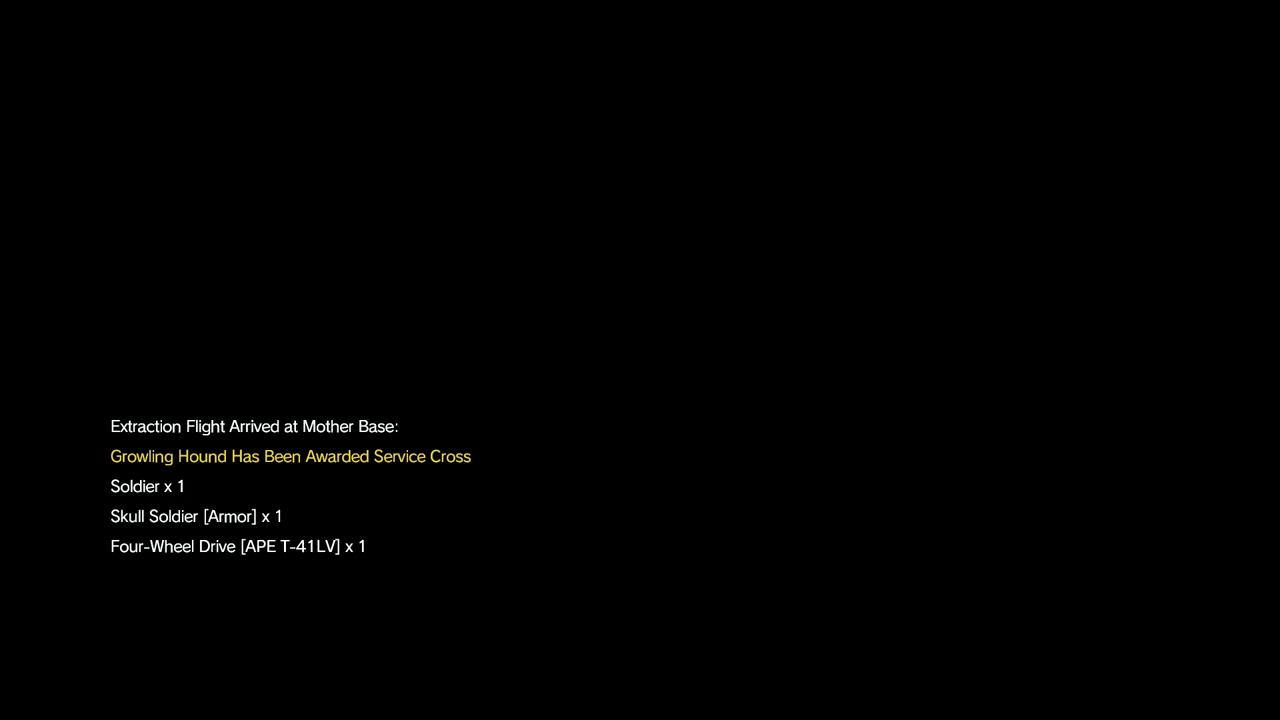 Extraction Flight Arrived at Mother Base:
Growling Hound Has Been Awarded Service Cross
Soldier x 1
Skull Soldier [Armor] x 1
Four-Wheel Drive [APE T-41LV] x 1